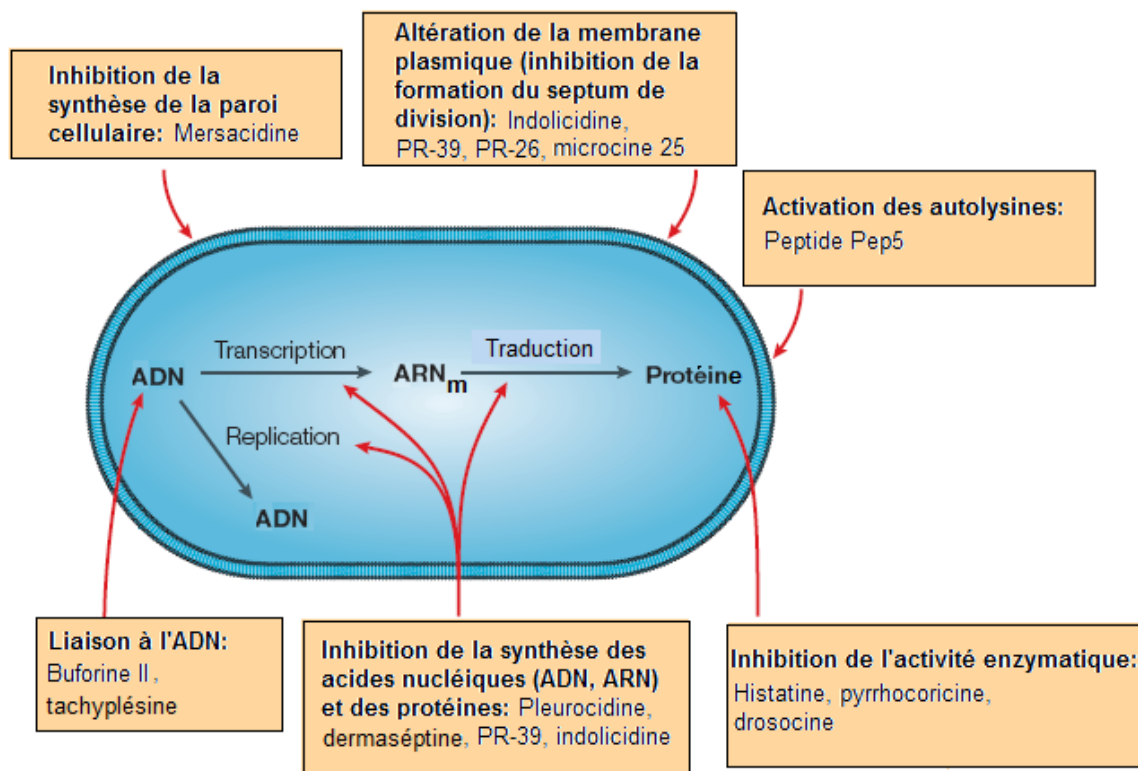 Inhibition de la
synthèse de la paroi
cellulaire: Mersacidine
Altération de la membrane
plasmique (inhibition de la
formation du septum de
division): Indolicidine,
PR-39, PR-26, microcine 25
Activation des autolysines:
Peptide Pep5
Transcription
Traduction
ADN
ARNm
Protéine
Replication
ADN
Liaison à l'ADN:
Buforine II,
tachyplésine
Inhibition de la synthèse des
acides nucléiques (ADN, ARN)
et des protéines: Pleurocidine,
dermaséptine, PR-39, indolicidine
Inhibition de l'activité enzymatique:
Histatine, pyrrhocoricine,
drosocine